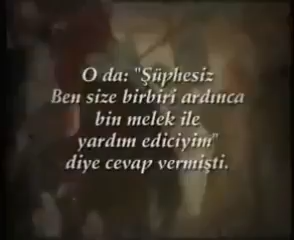 O da: "Şüphesiz
Ben size birbiri ardınca
bin melek ile
yardım ediciyim"
diye cevap vermişti.